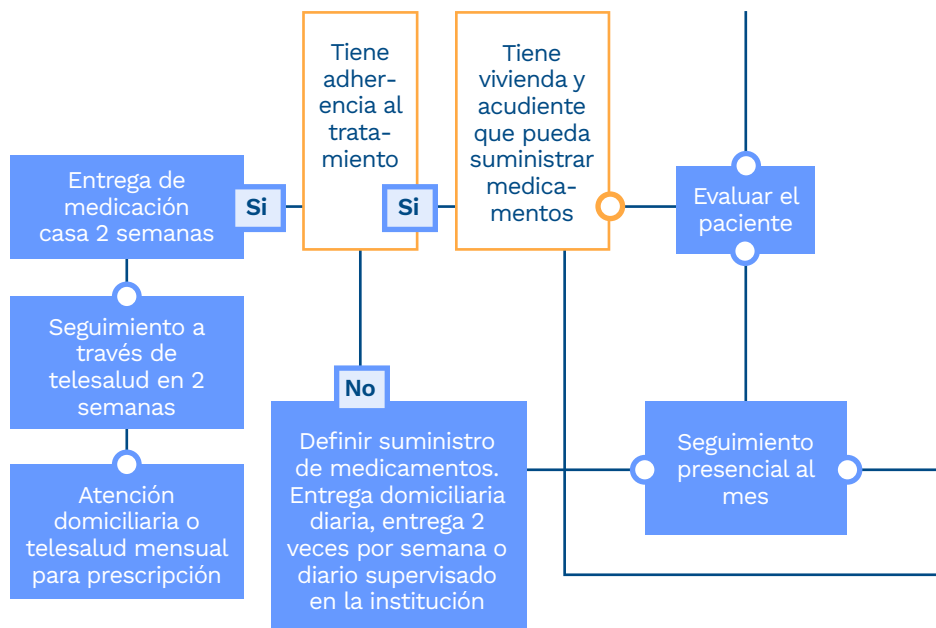 Tiene
adher-
encia al
trata-
miento
Tiene
vivienda y
acudiente
que pueda
suministrar
medica-
mentos
Evaluar el
paciente
Entrega de
medicación
casa 2 semanas
Si
Si
Seguimiento a
través de
telesalud en 2
semanas
No
Definir suministro
de medicamentos.
Entrega domiciliaria
diaria, entrega 2
veces por semana o
diario supervisado
en la institución
Seguimiento
presencial al
mes
Atención
domiciliaria o
telesalud mensual
para prescripción